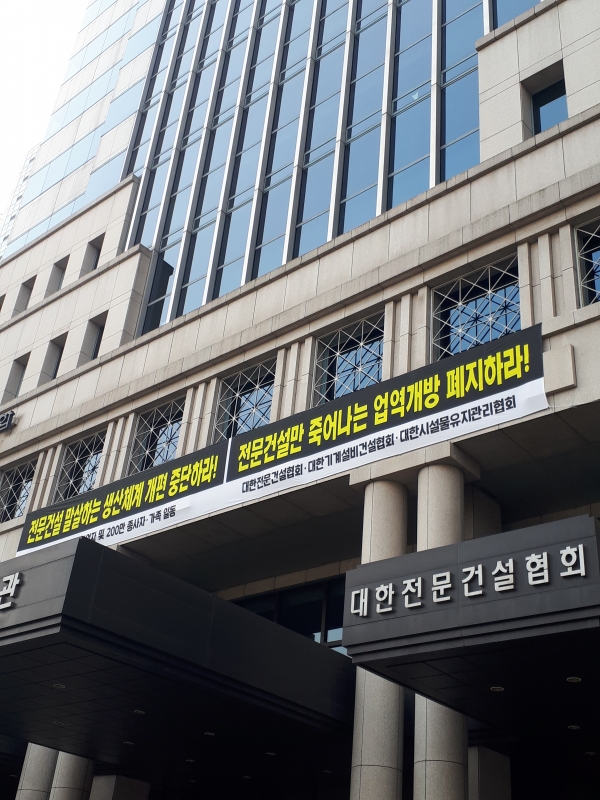 전문건설 말살하는 생산체계 개편 중단하라!
및 200만 종사자·가족 일동
전문건설만 죽어나는 업역개방 폐지하라!
대한전문건설협회·대한기계설비건설협회·대한시설물유지관리협회
관
대한전문건설협회